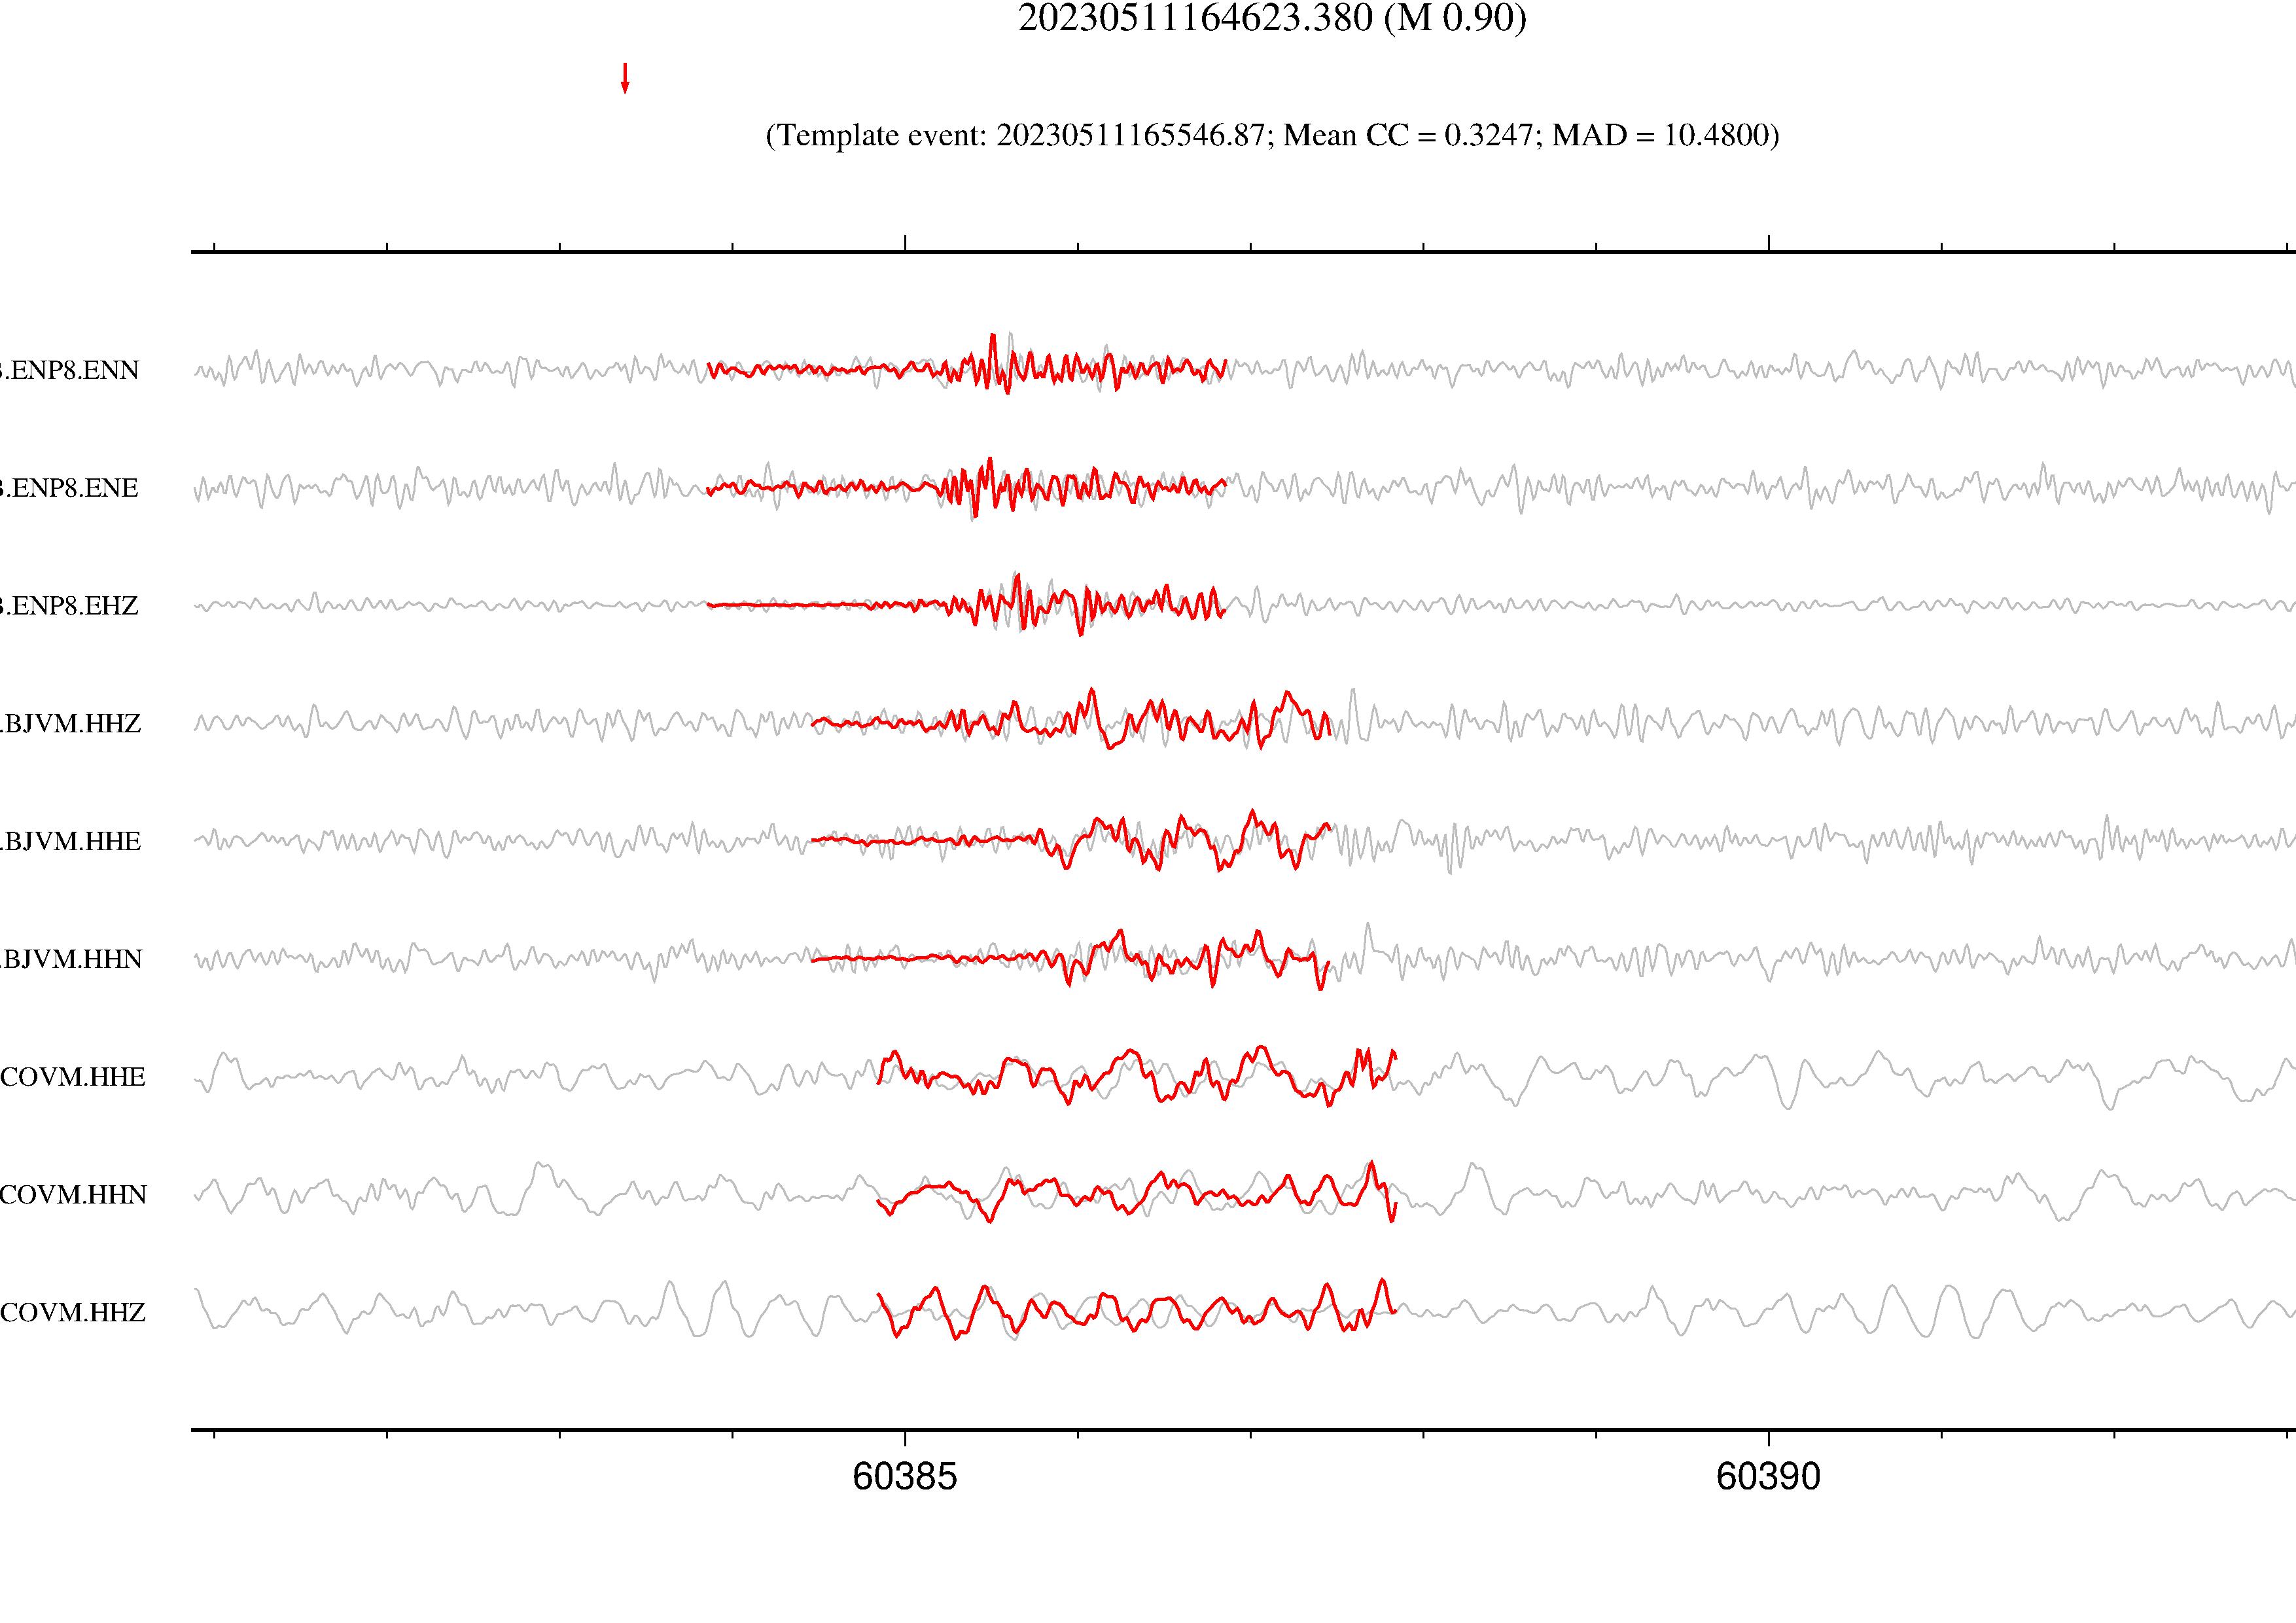 20230511164623.380 (M 0.90)
(Template event: 20230511165546.87; Mean CC = 0.3247; MAD = 10.4800)
.ENP8.ENN
.ENP8.ENE
.ENP8.EHZ
.BJVM.HHZ
.BJVM.HHE
.BJVM.HHN
COVM.HHE
COVM.HHN
COVM.HHZ
60385 60390